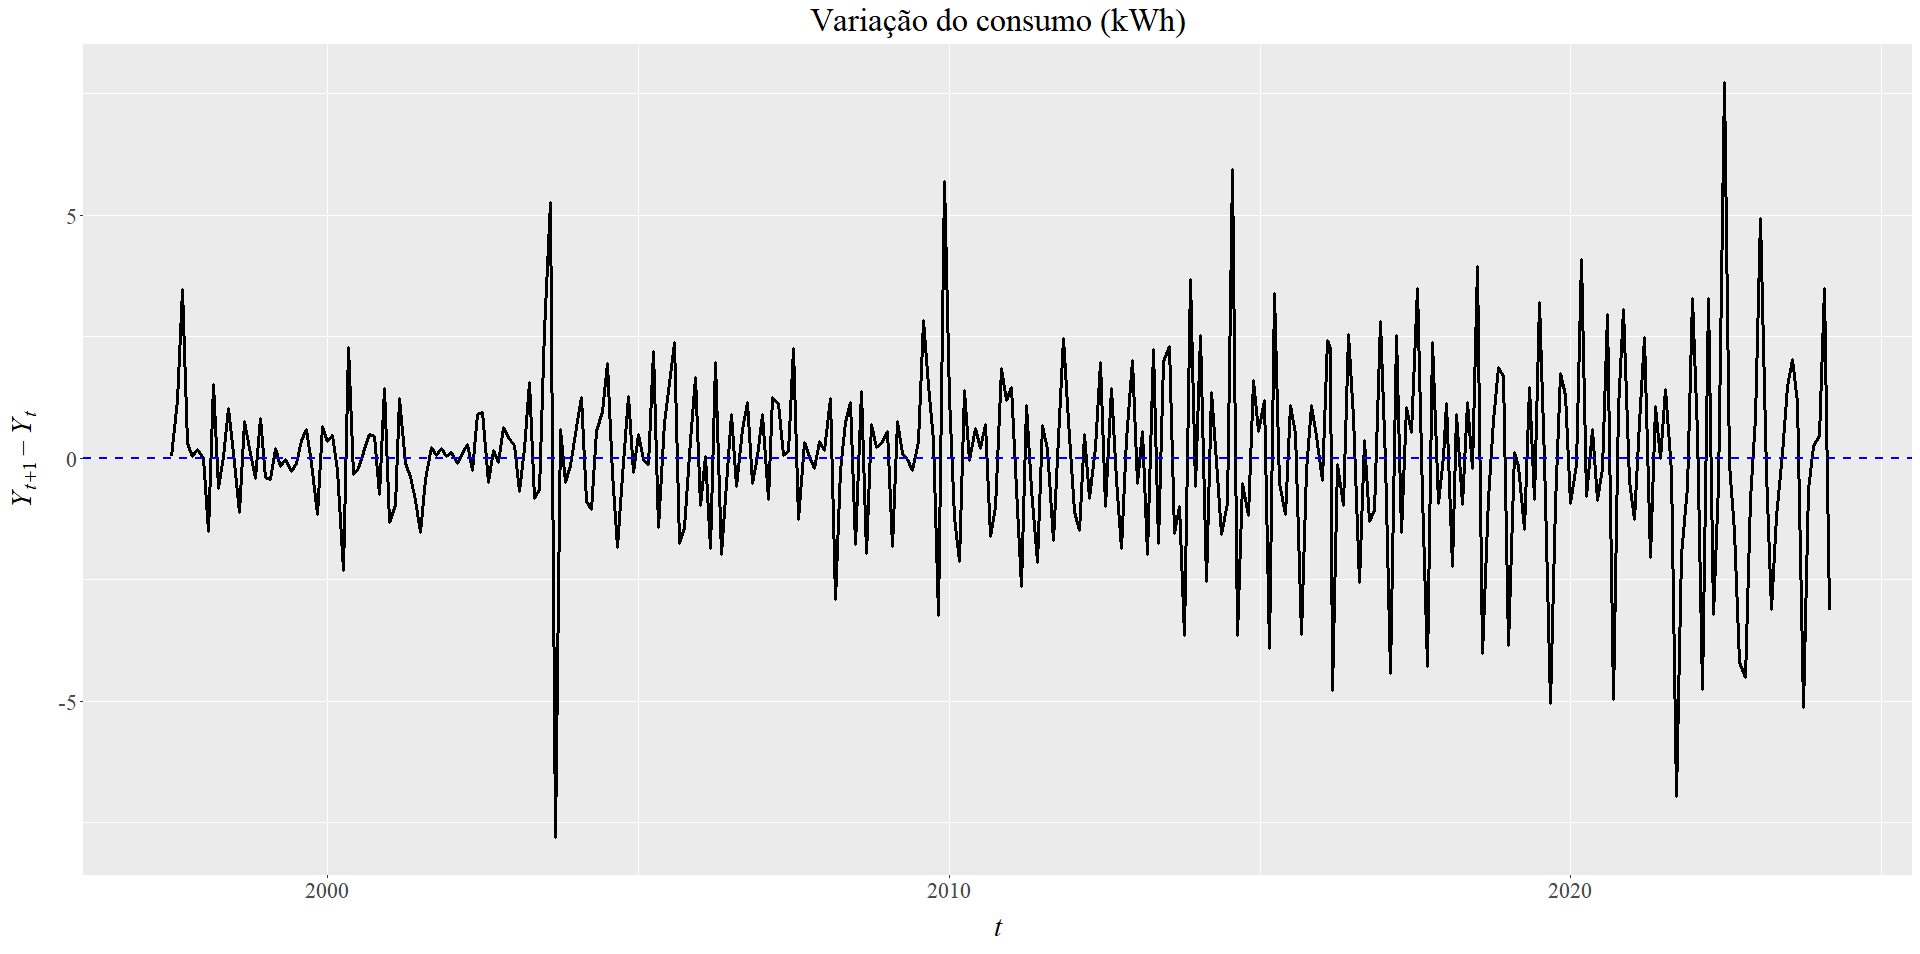 Variação do consumo (kWh)
Y_{t+1} − Y_t
5
0
-5
2000
2010
2020
t